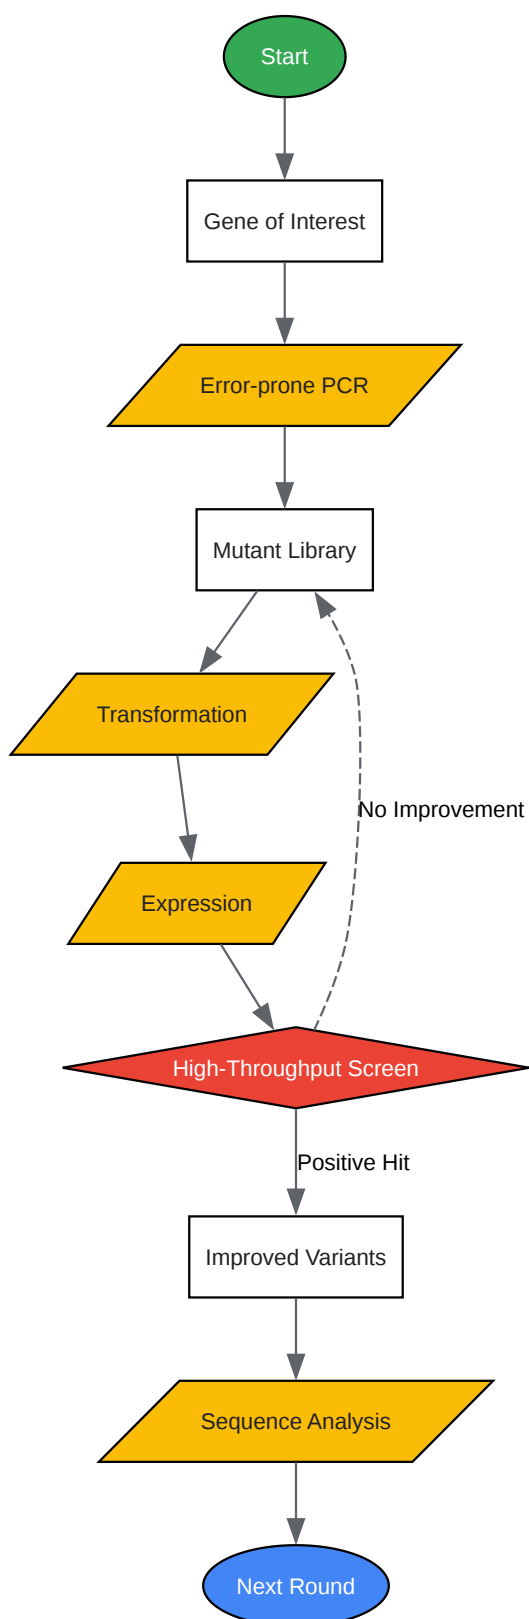 Start
Gene of Interest
Error-prone PCR
Mutant Library
Transformation
No Improvement
Expression
High-Throughput Screen
Positive Hit
Improved Variants
Sequence Analysis
Next Round